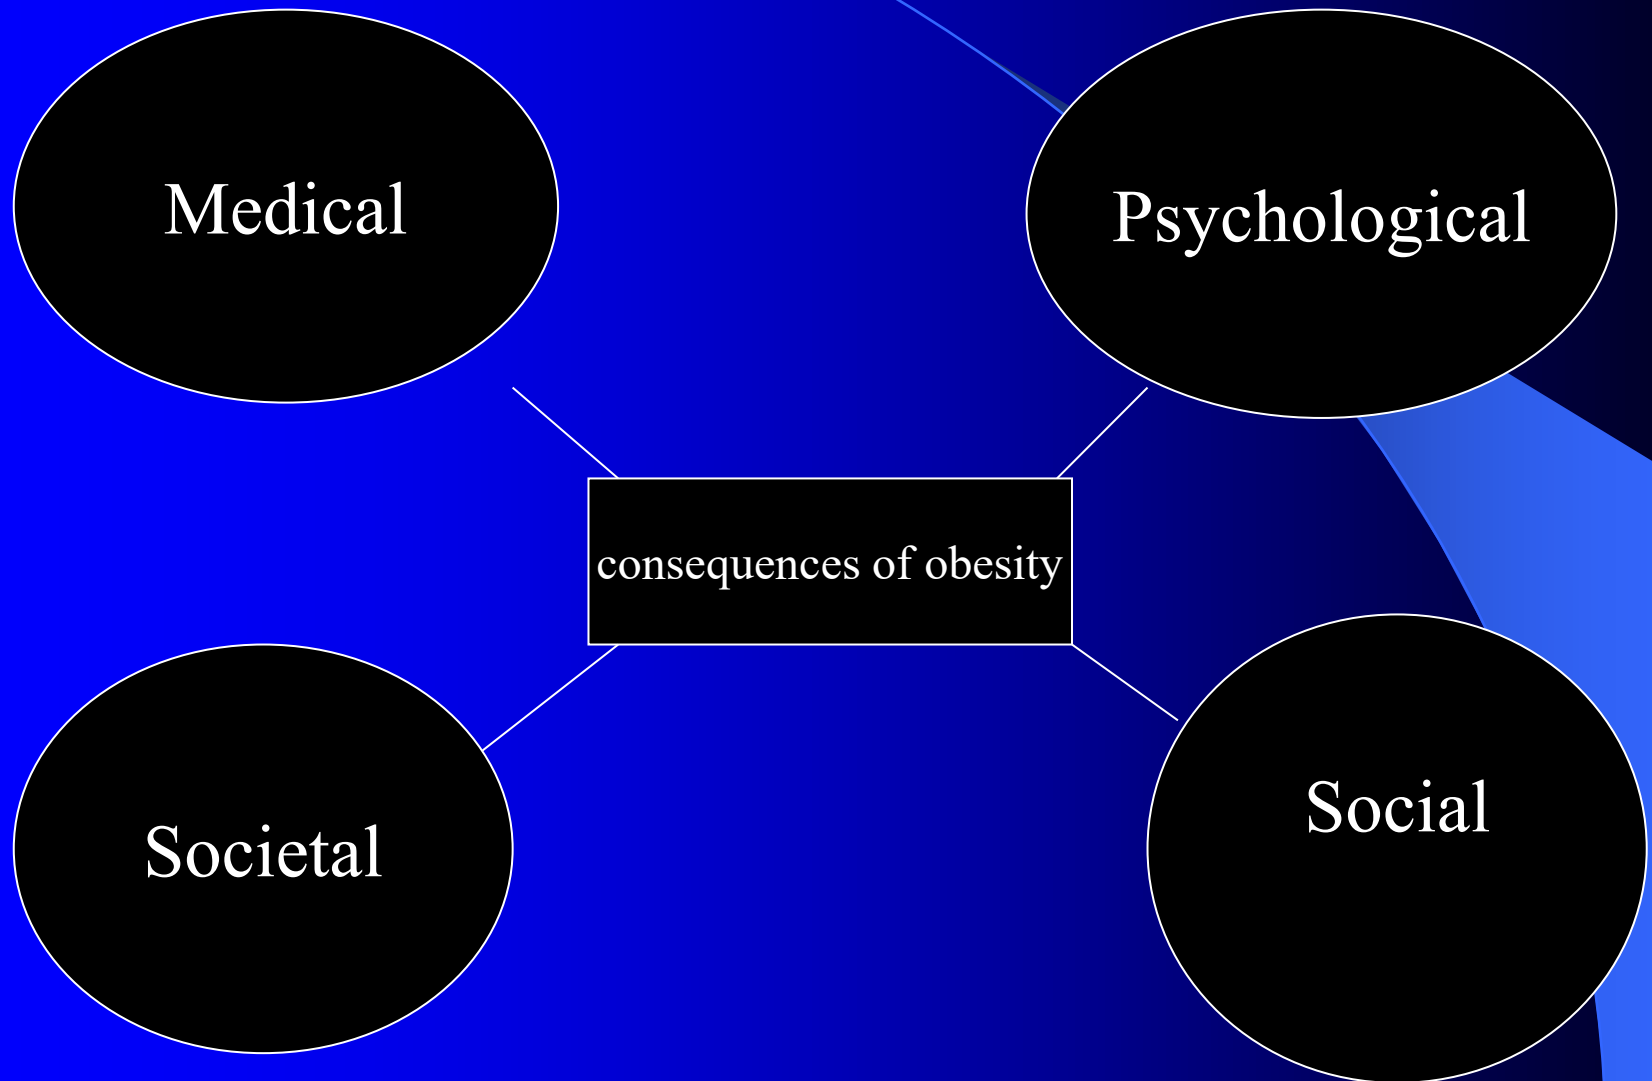 Medical
Psychological
consequences of obesity
Societal
Social